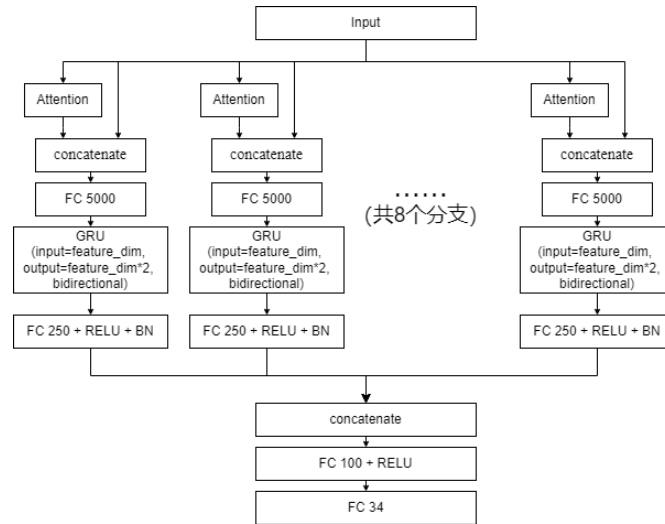 Input
Attention
Attention
Attention
concatenate
concatenate
concatenate
FC 5000
FC 5000
......
(共8个分支)
FC 5000
GRU
(input=feature_dim,
output=feature_dim*2,
bidirectional)
GRU
(input=feature_dim,
output=feature_dim*2,
bidirectional)
GRU
(input=feature_dim,
output=feature_dim*2,
bidirectional)
FC 250 + RELU + BN
FC 250 + RELU + BN
FC 250 + RELU + BN
concatenate
FC 100 + RELU
FC 34